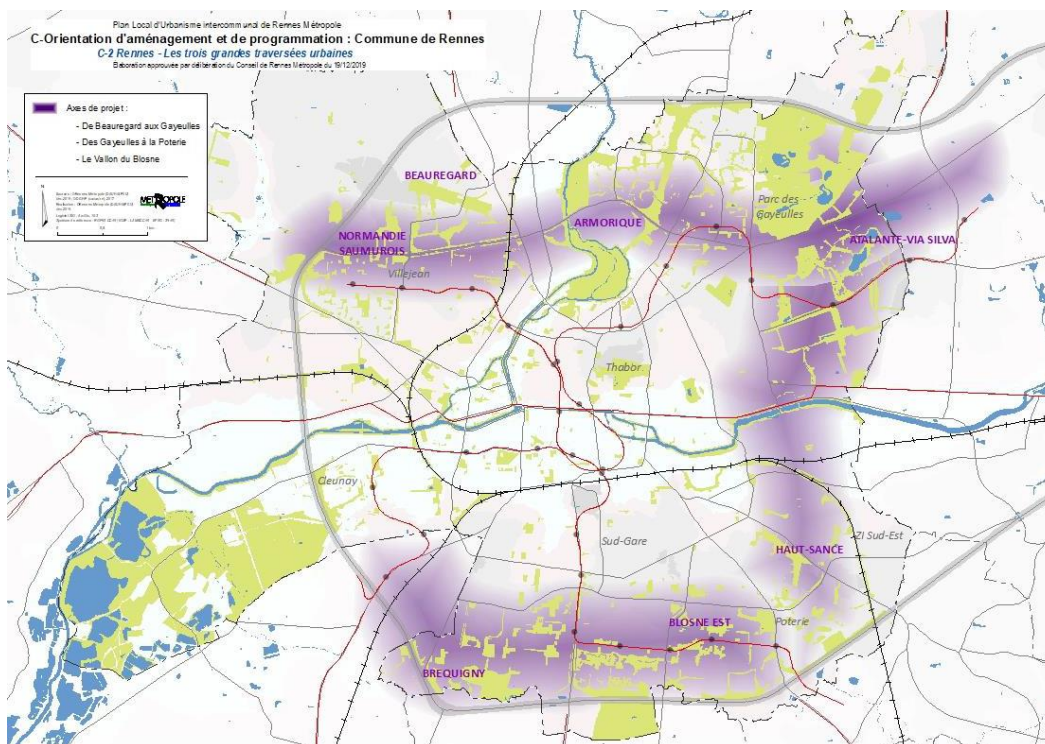 Plan Local d'Urbanisme intercommunal de Rennes Métropole
C-Orientation d'aménagement et de programmation : Commune de Rennes
C-2 Rennes - Les trois grandes traversées urbaines
Elaboration approuvée par délibération du Conseil de Rennes Métropole du 19/12/2019
Axes de projet :
- De Beauregard aux Gayeulles
- Des Gayeulles à la Poterie
- Le Vallon du Blosne
MÉTROPOLE
BEAUREGARD
Parc des
Gayeulles
ARMORIQUE
NORMANDIE
SAUMUROIS
ATALANTE-VIA SILVA
Villejean
Thabor
Cleunay
Sud-Gare
ZI Sud-Est
HAUT-SANCE
BLOSNE EST
Poterie
BREQUIGNY